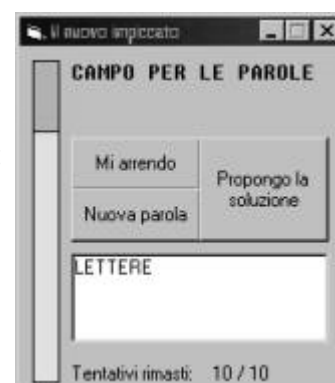 Il nuovo impiccato
CAMPO PER LE PAROLE
Mi arrendo
Propongo la
soluzione
Nuova parola
LETTERE
Tentativi rimasti: 10 / 10